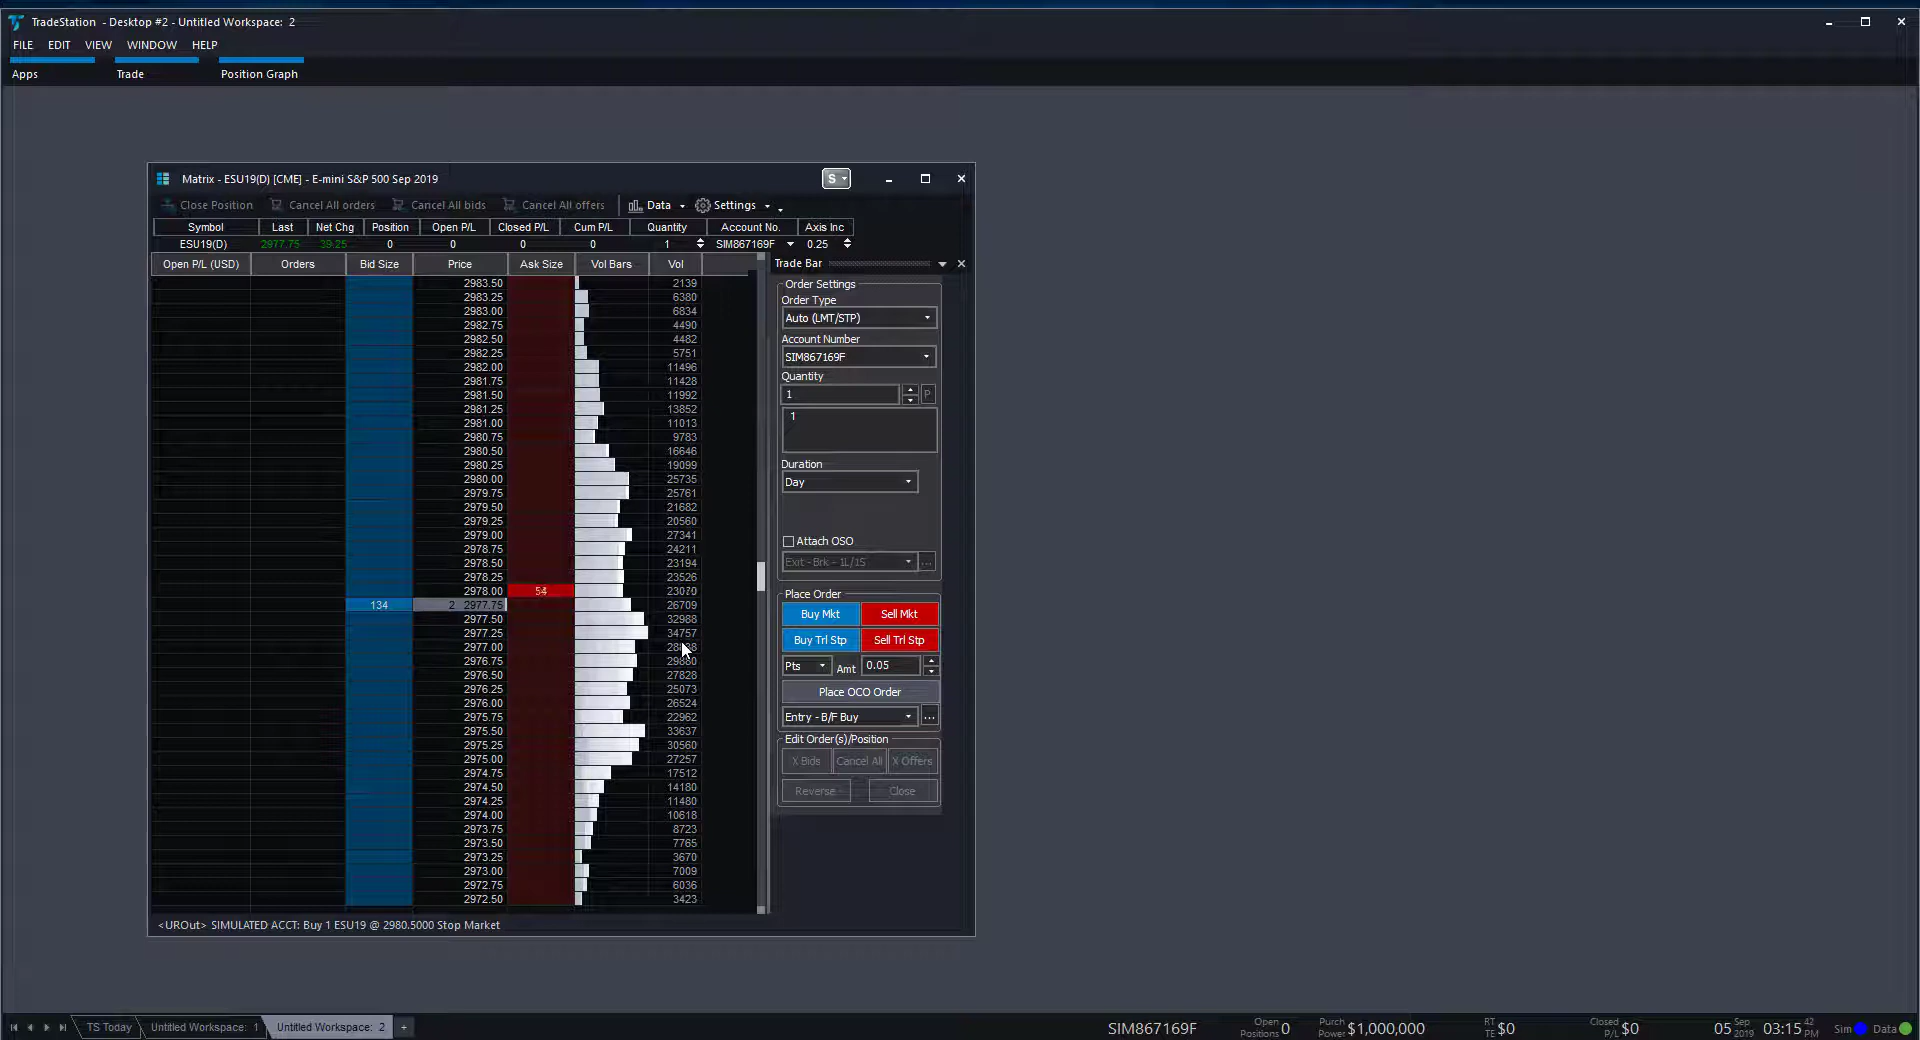 TradeStation - Desktop #2 - Untitled Workspace: 2
FILE EDIT VIEW WINDOW HELP
Apps Trade Position Graph
Matrix - ESU19(D) [CME] - E-mini S&P 500 Sep 2019 S
Close Position Cancel All orders Cancel All bids Cancel All offers Data Settings
Symbol Last Net Chg Position Open P/L Closed P/L Cum P/L Quantity Account No. Axis Inc
ESU19(D) 2977.75 39.25 0 0 0 0 1 SIM867169F 0.25
Open P/L (USD) Orders Bid Size Price Ask Size Vol Bars Vol
2983.50 2139
2983.25 6380
2983.00 6834
2982.75 4490
2982.50 4482
2982.25 5751
2982.00 11496
2981.75 11428
2981.50 11992
2981.25 13852
2981.00 11013
2980.75 9783
2980.50 16646
2980.25 19099
2980.00 25735
2979.75 25761
2979.50 21682
2979.25 20560
2979.00 27341
2978.75 24211
2978.50 23194
2978.25 23526
2978.00 54 23070
134 2 2977.75 26709
2977.50 32988
2977.25 34757
2977.00
2976.75 29880
2976.50 27828
2976.25 25073
2976.00 26524
2975.75 22962
2975.50 33637
2975.25 30560
2975.00 27257
2974.75 17512
2974.50 14180
2974.25 11480
2974.00 10618
2973.75 8723
2973.50 7765
2973.25 3670
2973.00 7009
2972.75 6036
2972.50 3423
Trade Bar
Order Settings
Order Type
Auto (LMT/STP)
Account Number
SIM867169F
Quantity
1 P
1
Duration
Day
Attach OSO
Exit - Brk - 1L/1S ...
Place Order
Buy Mkt Sell Mkt
Buy Trl Stp Sell Trl Stp
Pts Amt 0.05
Place OCO Order
Entry - B/F Buy ...
Edit Order(s)/Position
X Bids Cancel All X Offers
Reverse Close
<UROut> SIMULATED ACCT: Buy 1 ESU19 @ 2980.5000 Stop Market
TS Today Untitled Workspace: 1 Untitled Workspace: 2 +
SIM867169F Open Positions 0 Purch Power $1,000,000 RT TE $0 Closed P/L $0 05 Sep 2019 03:15 42 PM Sim Data